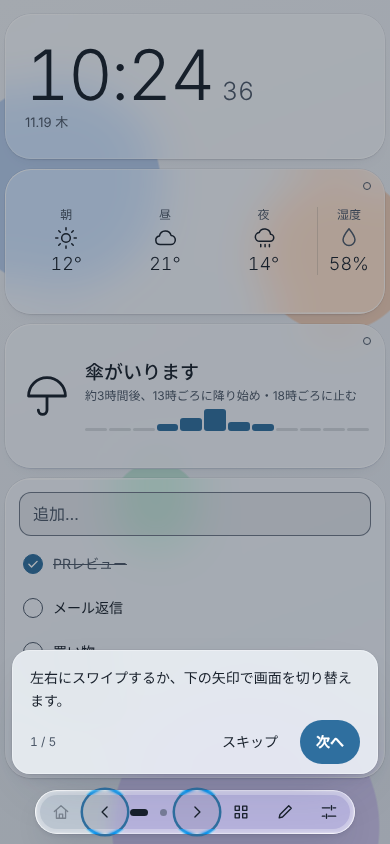 10:24 36
11.19 木
朝 昼 夜 湿度
12° 21° 14° 58%
傘がいります
約3時間後、13時ごろに降り始め・18時ごろに止む
追加...
PRレビュー
メール返信
買い物
左右にスワイプするか、下の矢印で画面を切り替え
ます。
1 / 5 スキップ 次へ